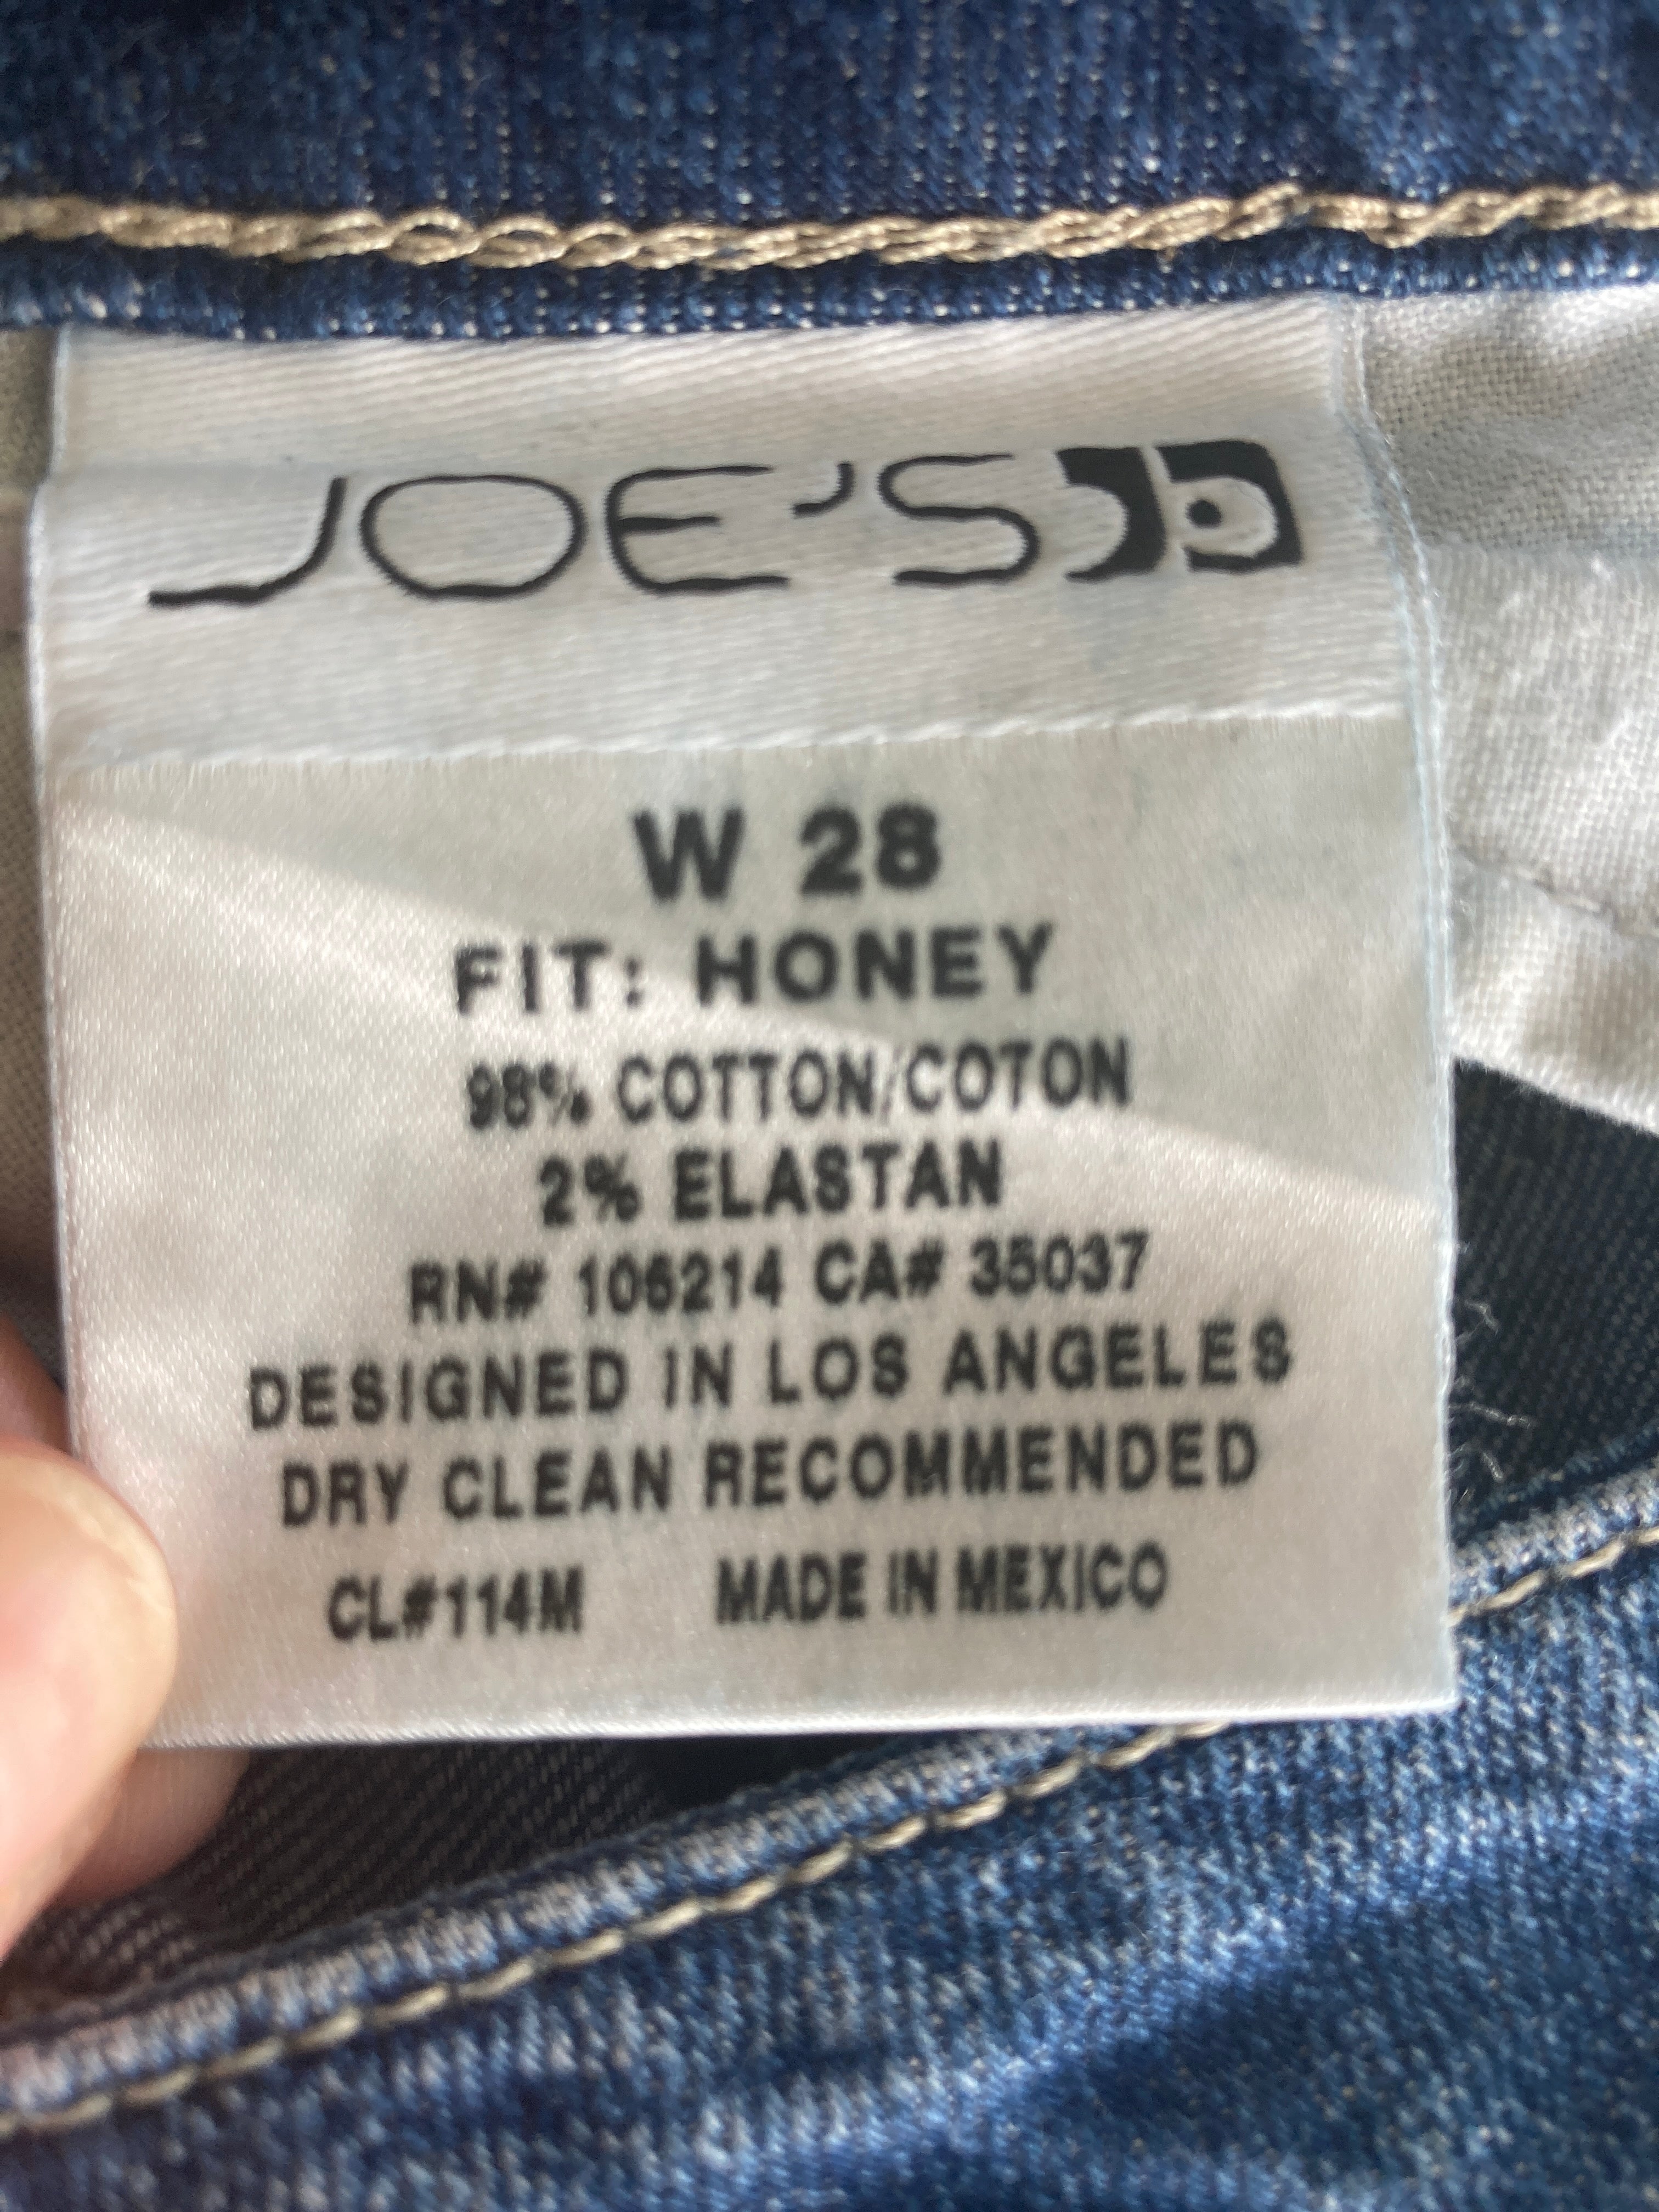 JOE'S
W 28
FIT: HONEY
98% COTTON/COTON
2% ELASTAN
RN# 106214 CA# 35037
DESIGNED IN LOS ANGELES
DRY CLEAN RECOMMENDED
CL#114M MADE IN MEXICO